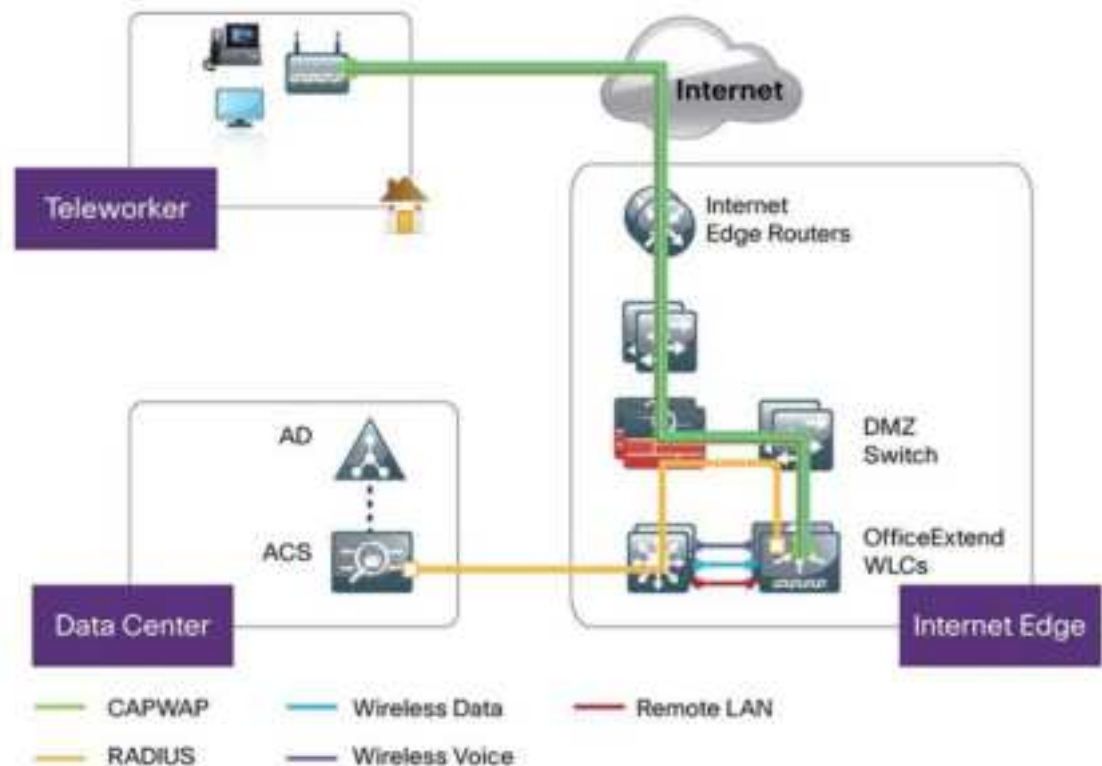 Internet
Teleworker
Internet
Edge Routers
AD
DMZ
Switch
ACS
OfficeExtend
WLCs
Data Center
Internet Edge
CAPWAP
Wireless Data
Remote LAN
RADIUS
Wireless Voice